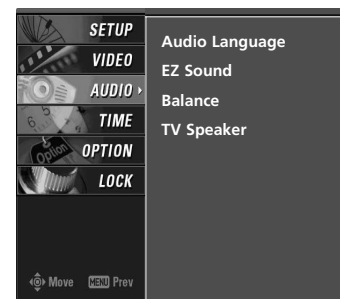 SETUP
VIDEO
AUDIO
TIME
OPTION
LOCK
Move MENU Prev
Audio Language
EZ Sound
Balance
TV Speaker